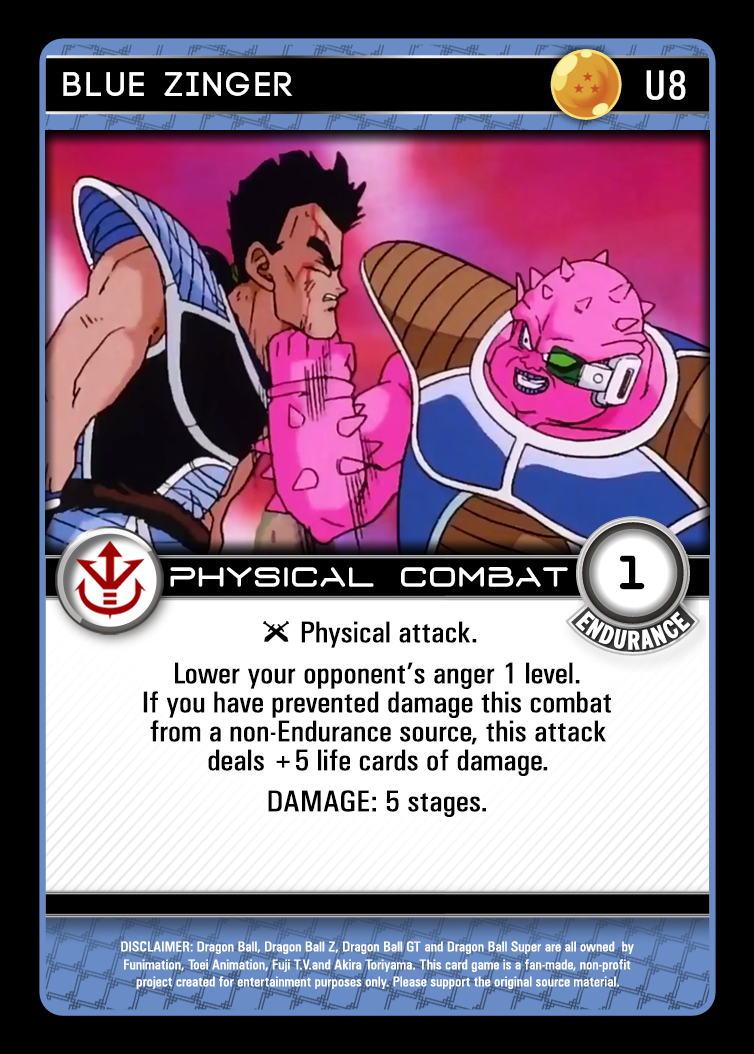 BLUE ZINGER
U8
PHYSICAL COMBAT
1
ENDURANCE
Physical attack.
Lower your opponent's anger 1 level.
If you have prevented damage this combat
from a non-Endurance source, this attack
deals +5 life cards of damage.
DAMAGE: 5 stages.
DISCLAIMER: Dragon Ball, Dragon Ball Z, Dragon Ball GT and Dragon Ball Super are all owned by
Funimation, Toei Animation, Fuji T.V.and Akira Toriyama. This card game is a fan-made, non-profit
project created for entertainment purposes only. Please support the original source material.